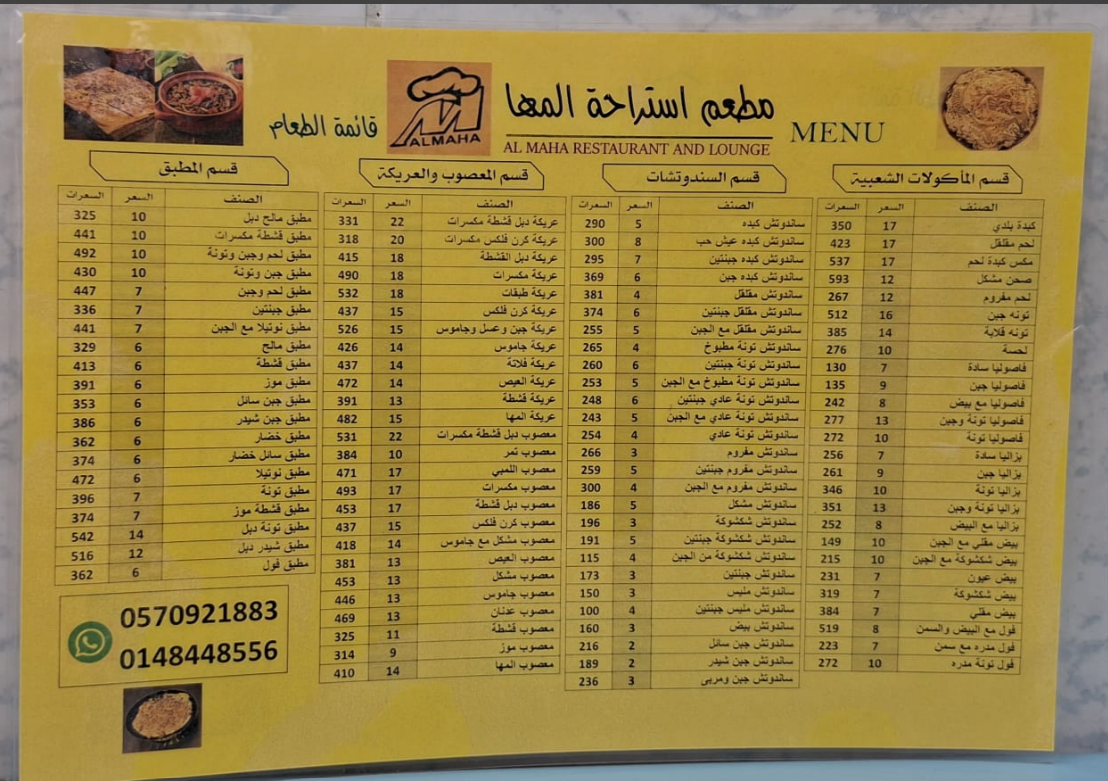 مطعم استراحة المها
AL MAHA RESTAURANT AND LOUNGE
MENU
ALMAHA
قائمة الطعام
قسم المأكولات الشعبية
الصنف السعر السعرات
كبدة بلدي 17 350
لحم مقلقل 17 423
مكس كبدة لحم 17 537
صحن مشكل 12 593
لحم مفروم 12 267
تونه جبن 16 512
تونه قلابة 14 385
لحسة 10 276
فاصوليا سادة 7 130
فاصوليا جبن 9 135
فاصوليا مع بيض 8 242
فاصوليا تونة وجبن 13 277
فاصوليا تونة 10 272
بزاليا سادة 7 256
بزاليا جبن 9 261
بزاليا تونة 10 346
بزاليا تونة وجبن 13 351
بزاليا مع البيض 8 252
بيض مقلي مع الجبن 10 149
بيض شكشوكة مع الجبن 10 215
بيض عيون 7 231
بيض شكشوكة 7 319
بيض مقلي 7 384
فول مع البيض والسمن 8 519
فول مدره مع سمن 7 223
فول تونة مدره 10 272
قسم السندوتشات
الصنف السعر السعرات
ساندوتش كبده 5 290
ساندوتش كبده عيش حب 8 300
ساندوتش كبده جبنتين 7 295
ساندوتش كبده جبن 6 369
ساندوتش مقلقل 4 381
ساندوتش مقلقل جبنتين 6 374
ساندوتش مقلقل مع الجبن 5 255
ساندوتش تونة مطبوخ 4 265
ساندوتش تونة جبنتين 6 260
ساندوتش تونة مطبوخ مع الجبن 5 253
ساندوتش تونة عادي جبنتين 6 248
ساندوتش تونة عادي مع الجبن 5 243
ساندوتش تونة عادي 4 254
ساندوتش مفروم 3 266
ساندوتش مفروم جبنتين 5 259
ساندوتش مفروم مع الجبن 4 300
ساندوتش مشكل 5 186
ساندوتش شكشوكة 3 196
ساندوتش شكشوكة جبنتين 5 191
ساندوتش شكشوكة من الجبن 4 115
ساندوتش جبنتين 3 173
ساندوتش ملبس 3 150
ساندوتش ملبس جبنتين 4 100
ساندوتش بيض 3 160
ساندوتش جبن سائل 2 216
ساندوتش جبن شيدر 2 189
ساندوتش جبن ومربى 3 236
قسم المعصوب والعريكة
الصنف السعر السعرات
عريكة دبل قشطة مكسرات 22 331
عريكة كرن فلكس مكسرات 20 318
عريكة دبل القشطة 18 415
عريكة مكسرات 18 490
عريكة طبقات 18 532
عريكة كرن فلكس 15 437
عريكة جبن وعسل وجاموس 15 526
عريكة جاموس 14 426
عريكة فلاتة 14 437
عريكة العيص 14 472
عريكة قشطة 13 391
عريكة المها 15 482
معصوب دبل قشطة مكسرات 22 531
معصوب تمر 10 384
معصوب اللمبي 17 471
معصوب مكسرات 17 493
معصوب دبل قشطة 17 453
معصوب كرن فلكس 15 437
معصوب مشكل مع جاموس 14 418
معصوب العيص 13 381
معصوب مشكل 13 453
معصوب جاموس 13 446
معصوب عدنان 13 469
معصوب قشطة 11 325
معصوب موز 9 314
معصوب المها 14 410
قسم المطبق
الصنف السعر السعرات
مطبق مالح دبل 10 325
مطبق قشطة مكسرات 10 441
مطبق لحم وجبن وتونة 10 492
مطبق جبن وتونة 10 430
مطبق لحم وجبن 7 447
مطبق جبنتين 7 336
مطبق نوتيلا مع الجبن 7 441
مطبق مالح 6 329
مطبق قشطة 6 413
مطبق موز 6 391
مطبق جبن سائل 6 353
مطبق جبن شيدر 6 386
مطبق خضار 6 362
مطبق سائل خضار 6 374
مطبق نوتيلا 6 472
مطبق تونة 7 396
مطبق قشطة موز 7 374
مطبق تونة دبل 14 542
مطبق شيدر دبل 12 516
مطبق فول 6 362
0570921883
0148448556